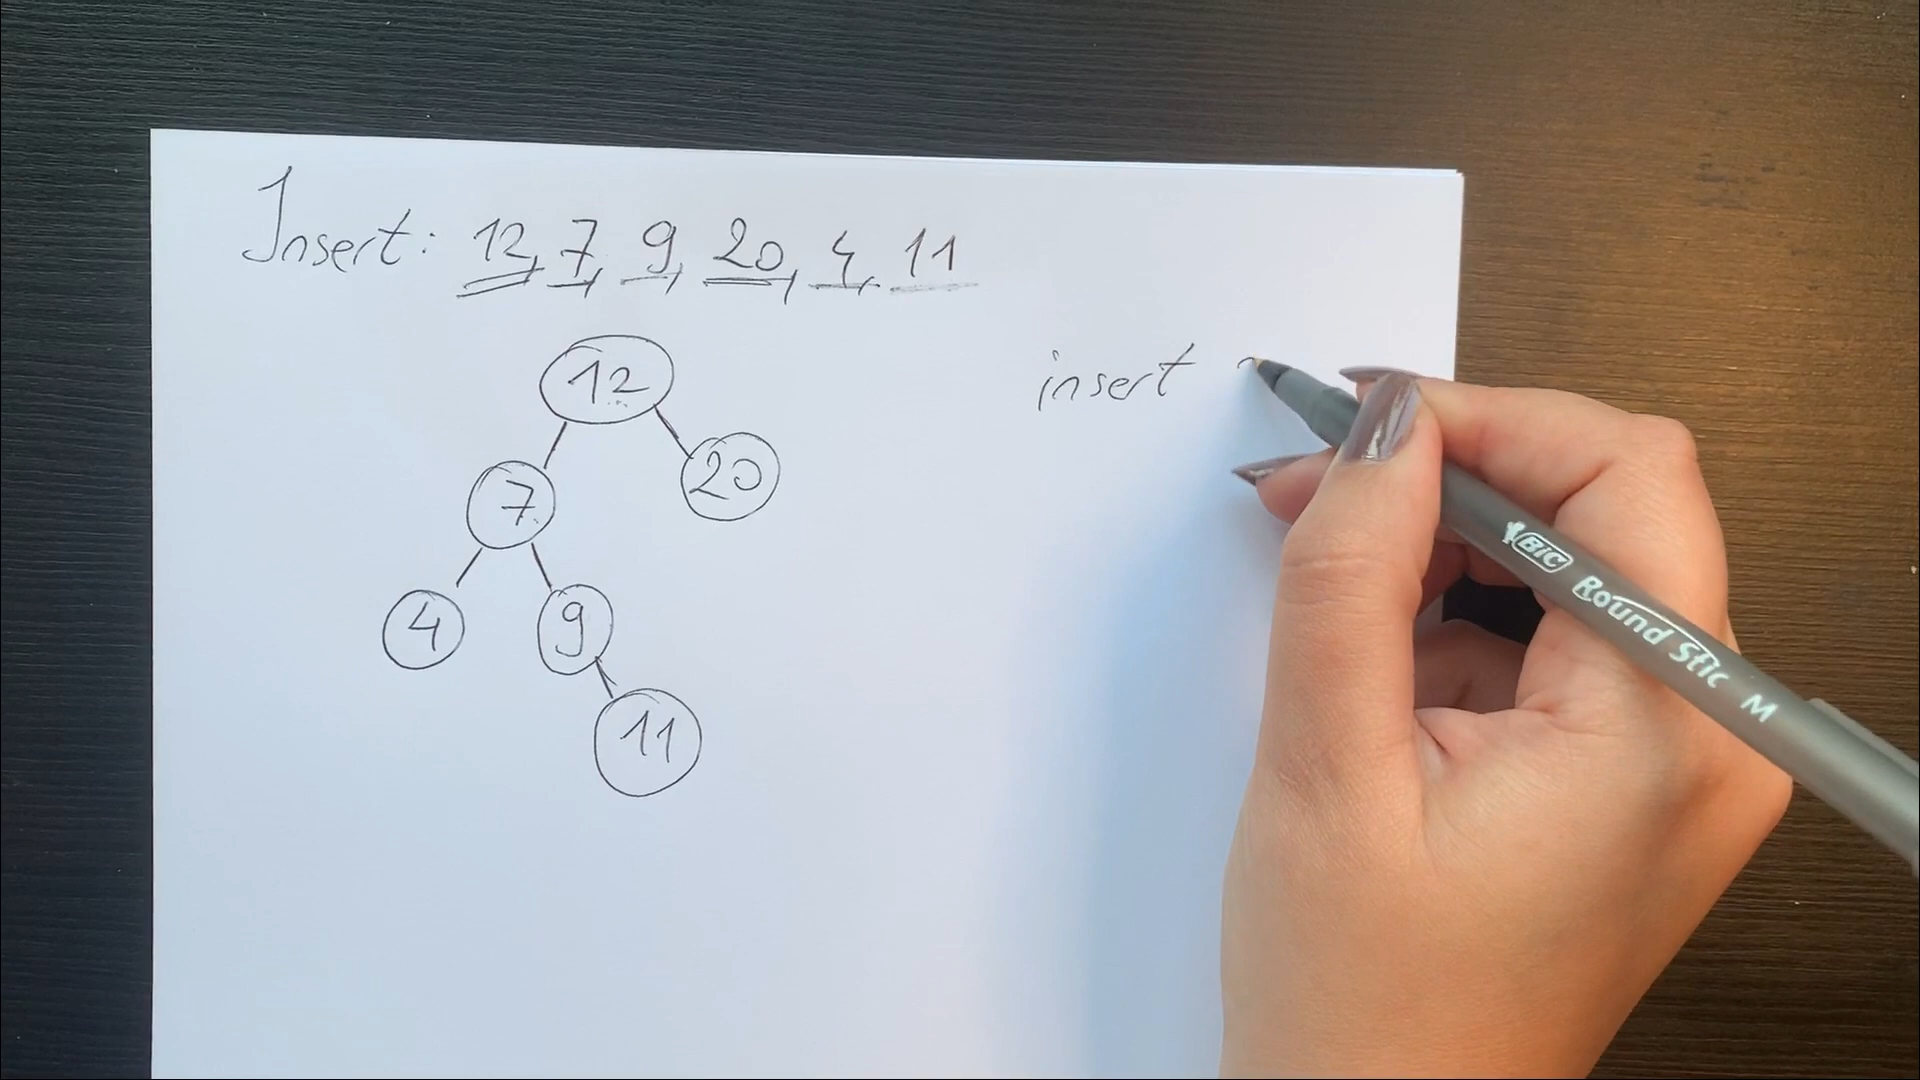 Insert: 12, 7, 9, 20, 4, 11
insert
12
20
7
4
9
11
BIC Round Stic M